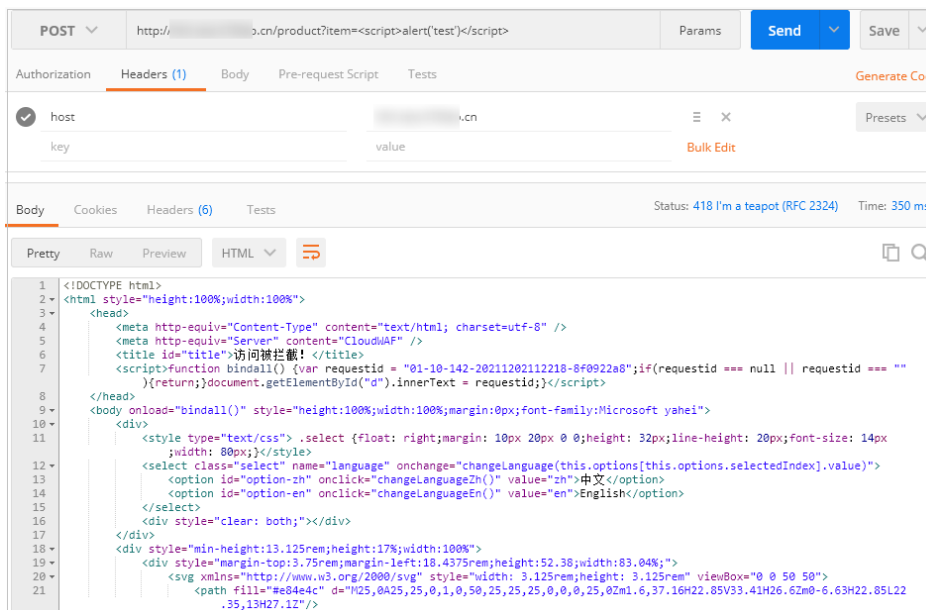 POST http:/ .cn/product?item=<script>alert('test')</script> Params Send Save
Authorization Headers (1) Body Pre-request Script Tests Generate Co
host .cn Presets
key value Bulk Edit
Body Cookies Headers (6) Tests Status: 418 I'm a teapot (RFC 2324) Time: 350 ms
Pretty Raw Preview HTML
1 <!DOCTYPE html>
2 <html style="height:100%;width:100%">
3 <head>
4 <meta http-equiv="Content-Type" content="text/html; charset=utf-8" />
5 <meta http-equiv="Server" content="CloudWAF" />
6 <title id="title">访问被拦截！</title>
7 <script>function bindall() {var requestid = "01-10-142-20211202112218-8f0922a8";if(requestid === null || requestid === ""
){return;}document.getElementById("d").innerText = requestid;}</script>
8 </head>
9 <body onload="bindall()" style="height:100%;width:100%;margin:0px;font-family:Microsoft yahei">
10 <div>
11 <style type="text/css"> .select {float: right;margin: 10px 20px 0 0;height: 32px;line-height: 20px;font-size: 14px
;width: 80px;}</style>
12 <select class="select" name="language" onchange="changeLanguage(this.options[this.options.selectedIndex].value)">
13 <option id="option-zh" onclick="changeLanguageZh()" value="zh">中文</option>
14 <option id="option-en" onclick="changeLanguageEn()" value="en">English</option>
15 </select>
16 <div style="clear: both;"></div>
17 </div>
18 <div style="min-height:13.125rem;height:17%;width:100%">
19 <div style="margin-top:3.75rem;margin-left:18.4375rem;height:52.38;width:83.04%;">
20 <svg xmlns="http://www.w3.org/2000/svg" style="width: 3.125rem;height: 3.125rem" viewBox="0 0 50 50">
21 <path fill="#e84e4c" d="M25,0A25,25,0,1,0,50,25,25,25,0,0,0,25,0Zm1.6,37.16H22.85V33.41H26.6Zm0-6.63H22.85L22
.35,13H27.1Z"/>